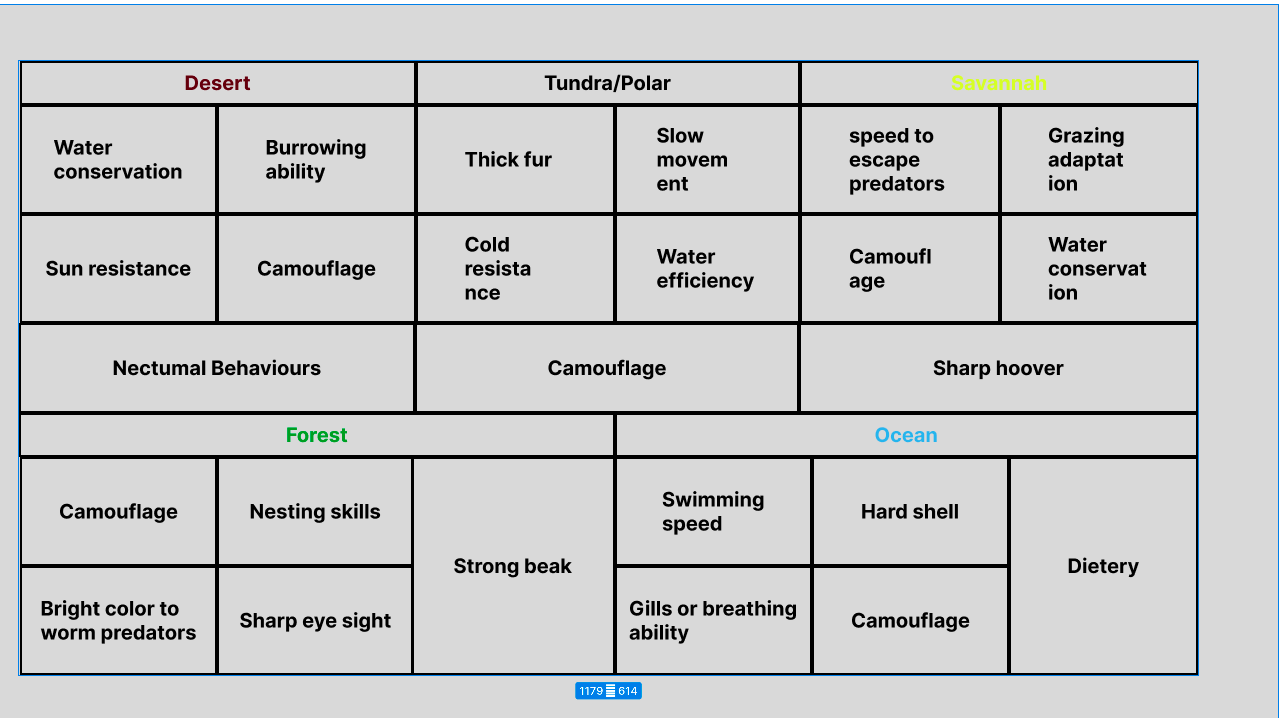 Desert
Tundra/Polar
Savannah
Water
conservation
Burrowing
ability
Thick fur
Slow
movem
ent
speed to
escape
predators
Grazing
adaptat
ion
Sun resistance
Camouflage
Cold
resista
nce
Water
efficiency
Camoufl
age
Water
conservat
ion
Nectumal Behaviours
Camouflage
Sharp hoover
Forest
Ocean
Camouflage
Nesting skills
Strong beak
Swimming
speed
Hard shell
Dietery
Bright color to
worm predators
Sharp eye sight
Gills or breathing
ability
Camouflage
1179 614